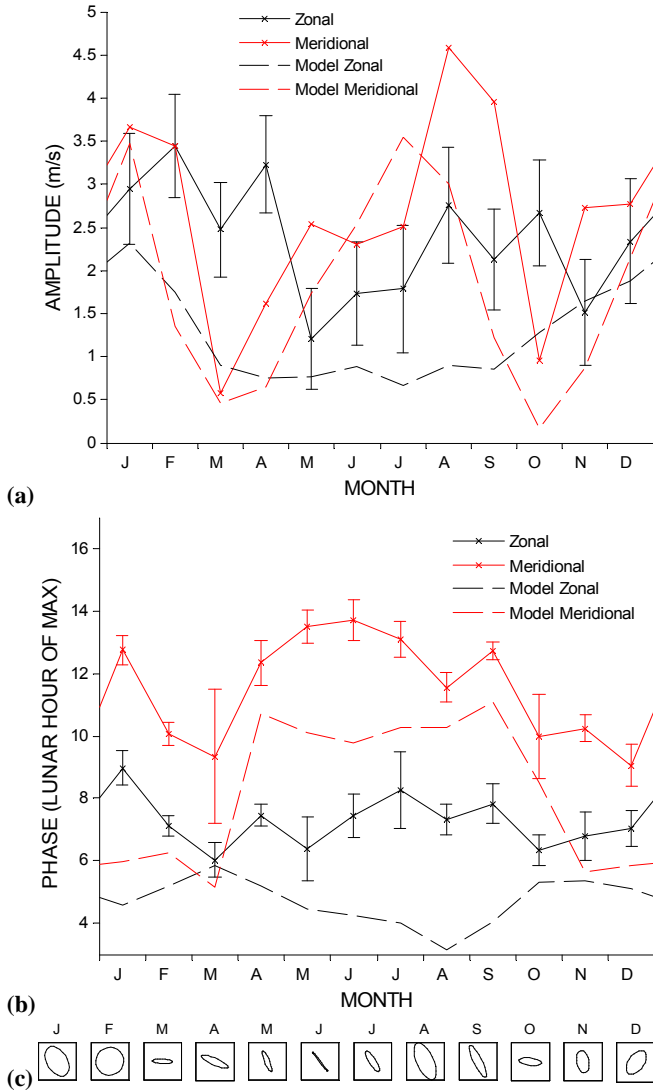 Zonal
Meridional
Model Zonal
Model Meridional
5
4.5
4
3.5
3
2.5
2
1.5
1
0.5
0
AMPLITUDE (m/s)
J F M A M J J A S O N D
MONTH
(a)
Zonal
Meridional
Model Zonal
Model Meridional
16
14
12
10
8
6
4
PHASE (LUNAR HOUR OF MAX)
J F M A M J J A S O N D
MONTH
(b)
J F M A M J J A S O N D
(c)